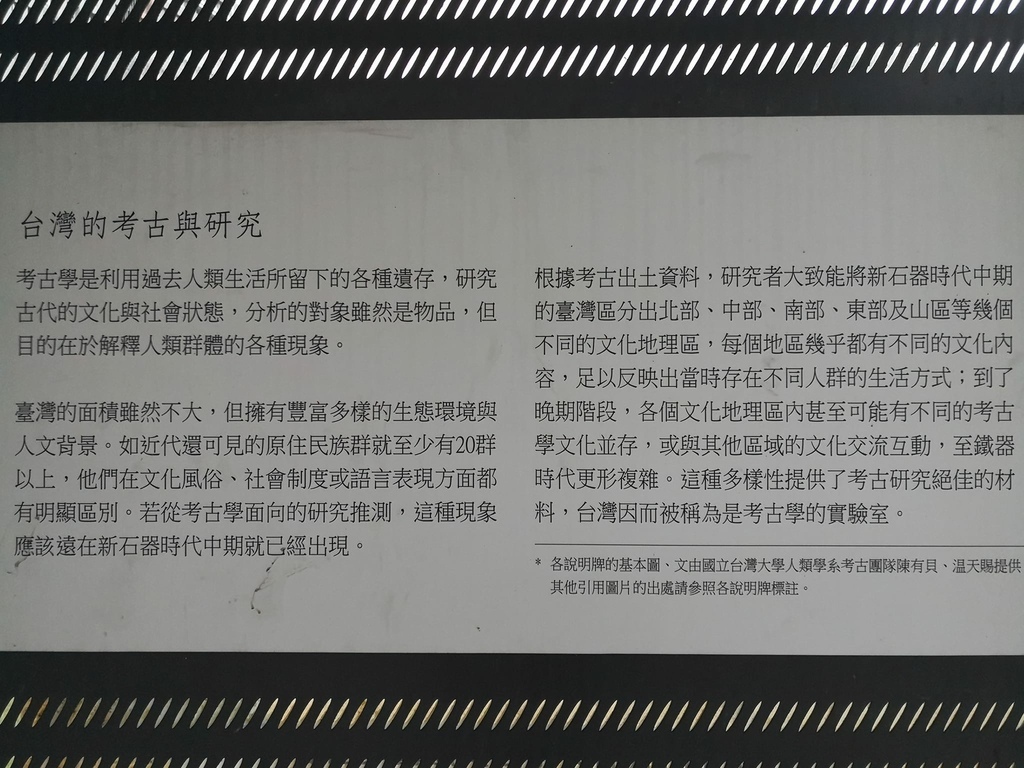 台灣的考古與研究
考古學是利用過去人類生活所留下的各種遺存，研究
古代的文化與社會狀態，分析的對象雖然是物品，但
目的在於解釋人類群體的各種現象。
臺灣的面積雖然不大，但擁有豐富多樣的生態環境與
人文背景。如近代還可見的原住民族群就至少有20群
以上，他們在文化風俗、社會制度或語言表現方面都
有明顯區別。若從考古學面向的研究推測，這種現象
應該遠在新石器時代中期就已經出現。
根據考古出土資料，研究者大致能將新石器時代中期
的臺灣區分出北部、中部、南部、東部及山區等幾個
不同的文化地理區，每個地區幾乎都有不同的文化內
容，足以反映出當時存在不同人群的生活方式；到了
晚期階段，各個文化地理區內甚至可能有不同的考古
學文化並存，或與其他區域的文化交流互動，至鐵器
時代更形複雜。這種多樣性提供了考古研究絕佳的材
料，台灣因而被稱為是考古學的實驗室。
* 各說明牌的基本圖、文由國立台灣大學人類學系考古團隊陳有貝、温天賜提供
其他引用圖片的出處請參照各說明牌標註。